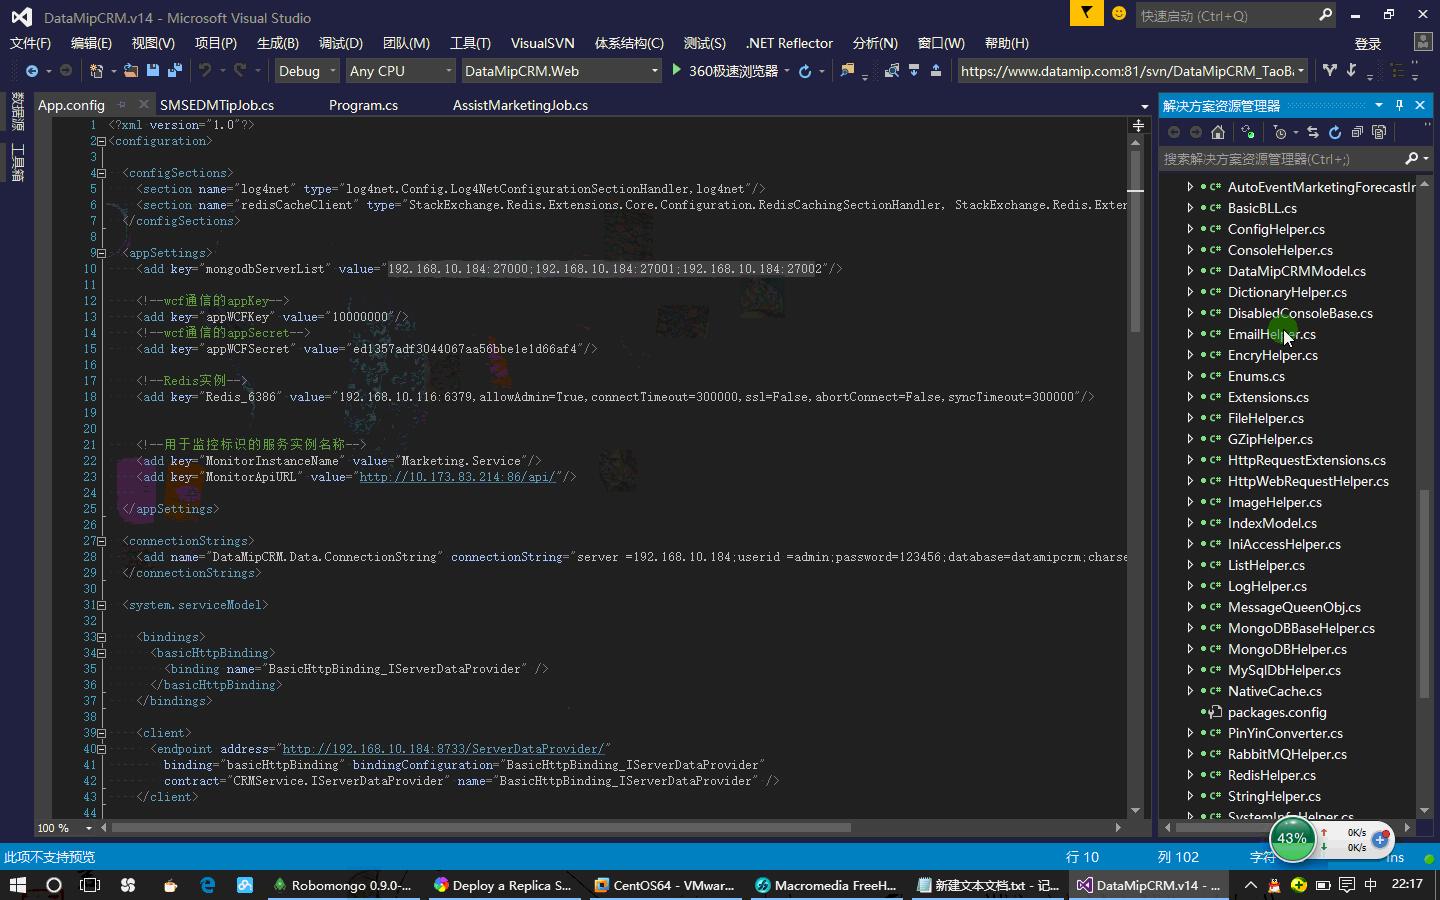 DataMipCRM.v14 - Microsoft Visual Studio
快速启动 (Ctrl+Q)
文件(F) 编辑(E) 视图(V) 项目(P) 生成(B) 调试(D) 团队(M) 工具(T) VisualSVN 体系结构(C) 测试(S) .NET Reflector 分析(N) 窗口(W) 帮助(H) 登录
Debug Any CPU DataMipCRM.Web 360极速浏览器 https://www.datamip.com:81/svn/DataMipCRM_TaoBa
数据源
工具箱
App.config SMSEDMTipJob.cs Program.cs AssistMarketingJob.cs
1 <?xml version="1.0"?>
2 <configuration>
3
4 <configSections>
5 <section name="log4net" type="log4net.Config.Log4NetConfigurationSectionHandler,log4net"/>
6 <section name="redisCacheClient" type="StackExchange.Redis.Extensions.Core.Configuration.RedisCachingSectionHandler, StackExchange.Redis.Exten
7 </configSections>
8
9 <appSettings>
10 <add key="mongodbServerList" value="192.168.10.184:27000;192.168.10.184:27001;192.168.10.184:27002"/>
11
12 <!--wcf通信的appKey-->
13 <add key="appWCFKey" value="10000000"/>
14 <!--wcf通信的appSecret-->
15 <add key="appWCFSecret" value="ed1357adf3044067aa56bbe1e1d66af4"/>
16
17 <!--Redis实例-->
18 <add key="Redis_6386" value="192.168.10.116:6379,allowAdmin=True,connectTimeout=300000,ssl=False,abortConnect=False,syncTimeout=300000"/>
19
20
21 <!--用于监控标识的服务实例名称-->
22 <add key="MonitorInstanceName" value="Marketing.Service"/>
23 <add key="MonitorApiURL" value="http://10.173.83.214:86/api/"/>
24
25 </appSettings>
26
27 <connectionStrings>
28 <add name="DataMipCRM.Data.ConnectionString" connectionString="server =192.168.10.184;userid =admin;password=123456;database=datamipcrm;charse
29 </connectionStrings>
30
31 <system.serviceModel>
32
33 <bindings>
34 <basicHttpBinding>
35 <binding name="BasicHttpBinding_IServerDataProvider" />
36 </basicHttpBinding>
37 </bindings>
38
39 <client>
40 <endpoint address="http://192.168.10.184:8733/ServerDataProvider/"
41 binding="basicHttpBinding" bindingConfiguration="BasicHttpBinding_IServerDataProvider"
42 contract="CRMService.IServerDataProvider" name="BasicHttpBinding_IServerDataProvider" />
43 </client>
44
100 %
解决方案资源管理器
搜索解决方案资源管理器(Ctrl+;)
C# AutoEventMarketingForecastIn
C# BasicBLL.cs
C# ConfigHelper.cs
C# ConsoleHelper.cs
C# DataMipCRMModel.cs
C# DictionaryHelper.cs
C# DisabledConsoleBase.cs
C# EmailHelper.cs
C# EncryHelper.cs
C# Enums.cs
C# Extensions.cs
C# FileHelper.cs
C# GZipHelper.cs
C# HttpRequestExtensions.cs
C# HttpWebRequestHelper.cs
C# ImageHelper.cs
C# IndexModel.cs
C# IniAccessHelper.cs
C# ListHelper.cs
C# LogHelper.cs
C# MessageQueenObj.cs
C# MongoDBBaseHelper.cs
C# MongoDBHelper.cs
C# MySqlDbHelper.cs
C# NativeCache.cs
packages.config
C# PinYinConverter.cs
C# RabbitMQHelper.cs
C# RedisHelper.cs
C# StringHelper.cs
C# SystemInfoHelper.cs
43% 0K/s
0K/s
此项不支持预览 行 10 列 102 字符 Ins
Robomongo 0.9.0-... Deploy a Replica S... CentOS64 - VMwar... Macromedia FreeH... 新建文本文档.txt - 记... DataMipCRM.v14 - ... 中 22:17